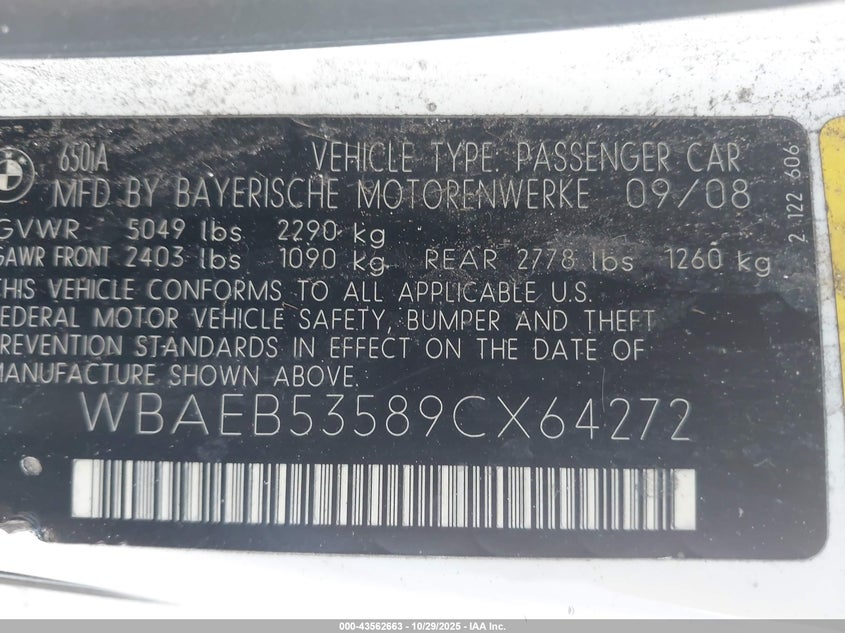 650iA VEHICLE TYPE: PASSENGER CAR
MFD BY BAYERISCHE MOTORENWERKE 09/08
GVWR 5049 lbs 2290 kg
GAWR FRONT 2403 lbs 1090 kg. REAR 2778 lbs 1260 kg
THIS VEHICLE CONFORMS TO ALL APPLICABLE U.S.
FEDERAL MOTOR VEHICLE SAFETY, BUMPER AND THEFT
PREVENTION STANDARDS IN EFFECT ON THE DATE OF
MANUFACTURE SHOWN ABOVE.
WBAEB53589CX64272
2 122 606
000-43562663 - 10/29/2025 - IAA Inc.